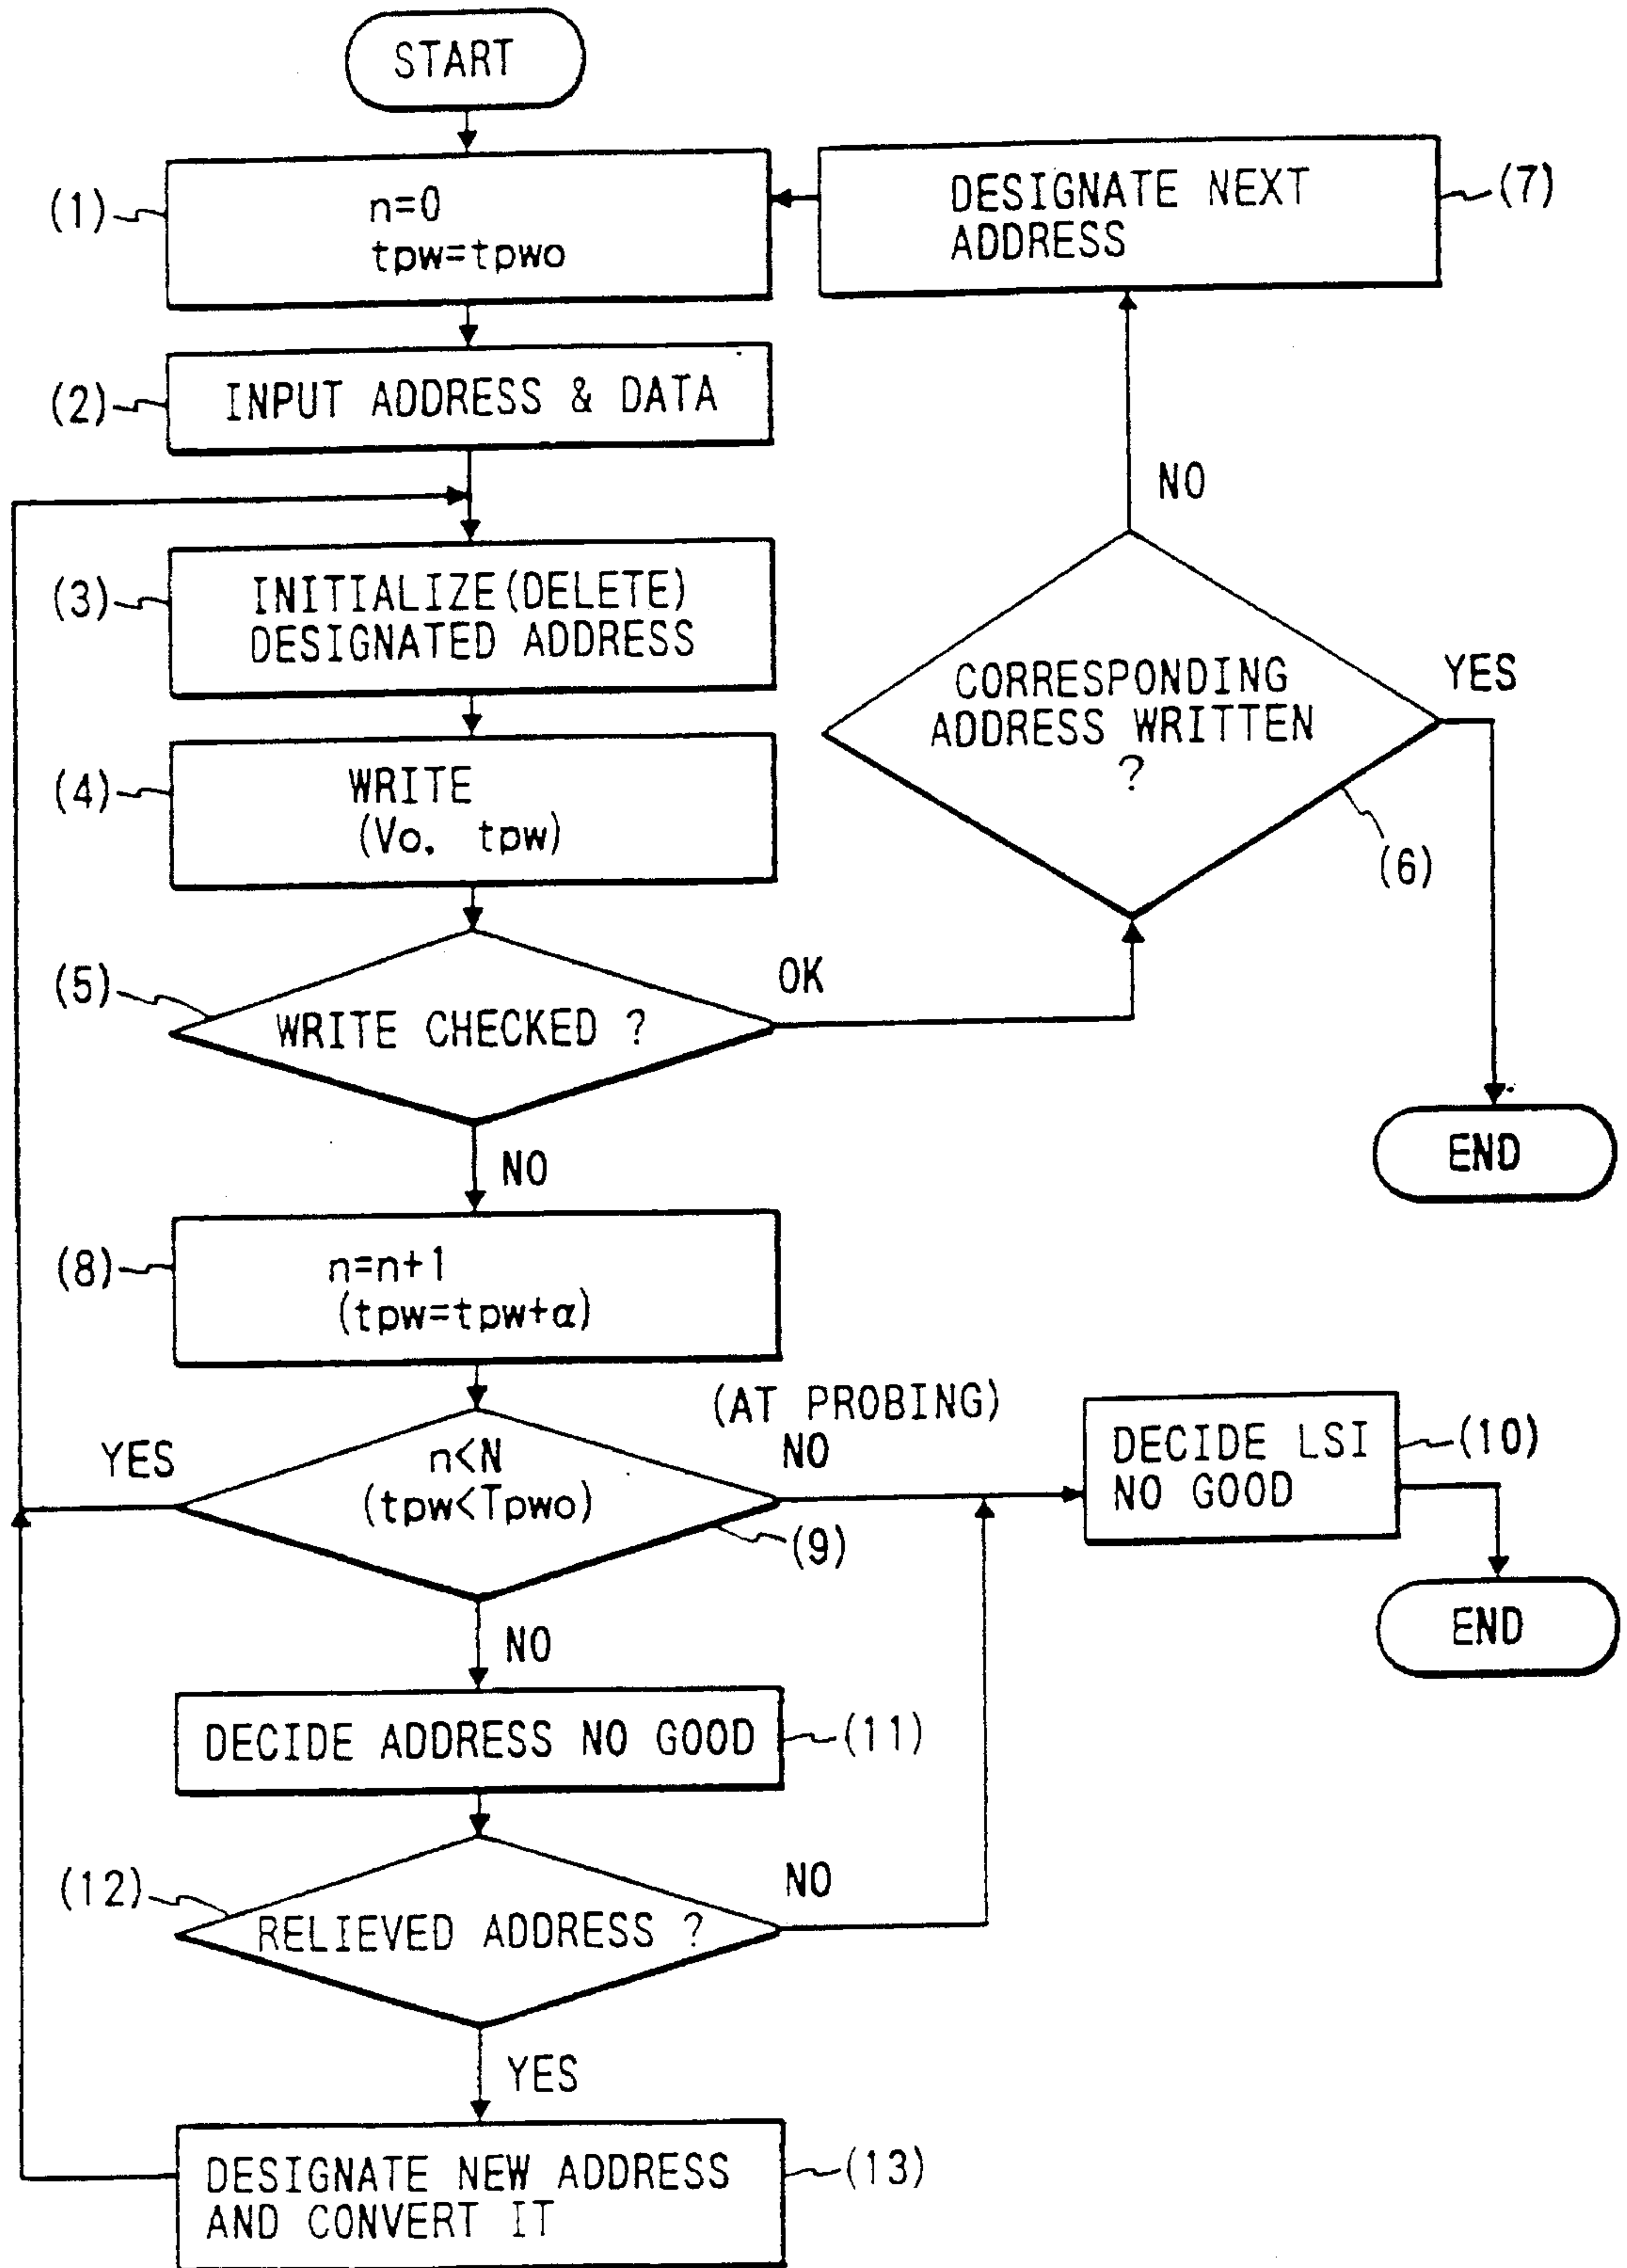 START
(1)
n=0
tpw=tpwo
DESIGNATE NEXT
ADDRESS
(7)
(2)
INPUT ADDRESS & DATA
NO
(3)
INITIALIZE(DELETE)
DESIGNATED ADDRESS
CORRESPONDING
ADDRESS WRITTEN
?
YES
(6)
(4)
WRITE
(Vo, tpw)
(5)
WRITE CHECKED ?
OK
END
NO
(8)
n=n+1
(tpw=tpw+α)
(AT PROBING)
NO
YES
n<N
(tpw<Tpwo)
(9)
DECIDE LSI
NO GOOD
(10)
END
NO
DECIDE ADDRESS NO GOOD
(11)
(12)
RELIEVED ADDRESS ?
NO
YES
DESIGNATE NEW ADDRESS
AND CONVERT IT
(13)